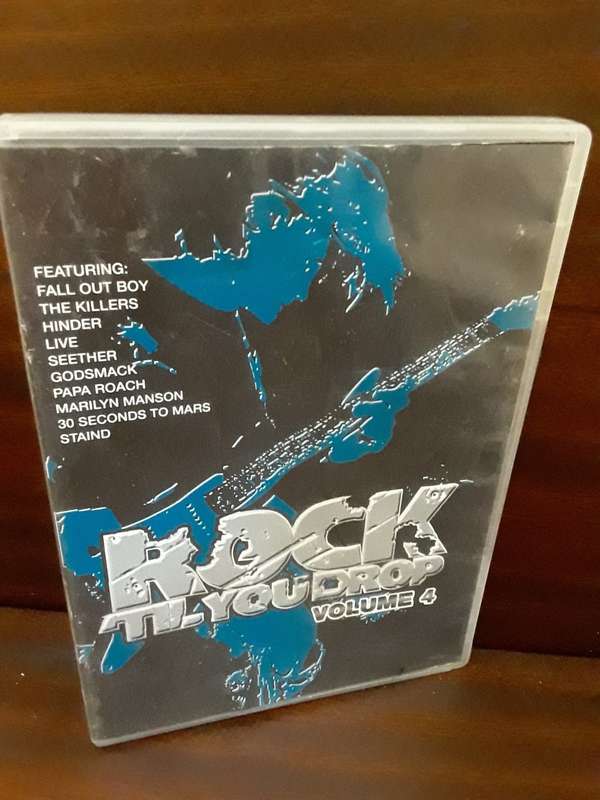 FEATURING:
FALL OUT BOY
THE KILLERS
HINDER
LIVE
SEETHER
GODSMACK
PAPA ROACH
MARILYN MANSON
30 SECONDS TO MARS
STAIND
ROCK
TIL YOU DROP
VOLUME 4